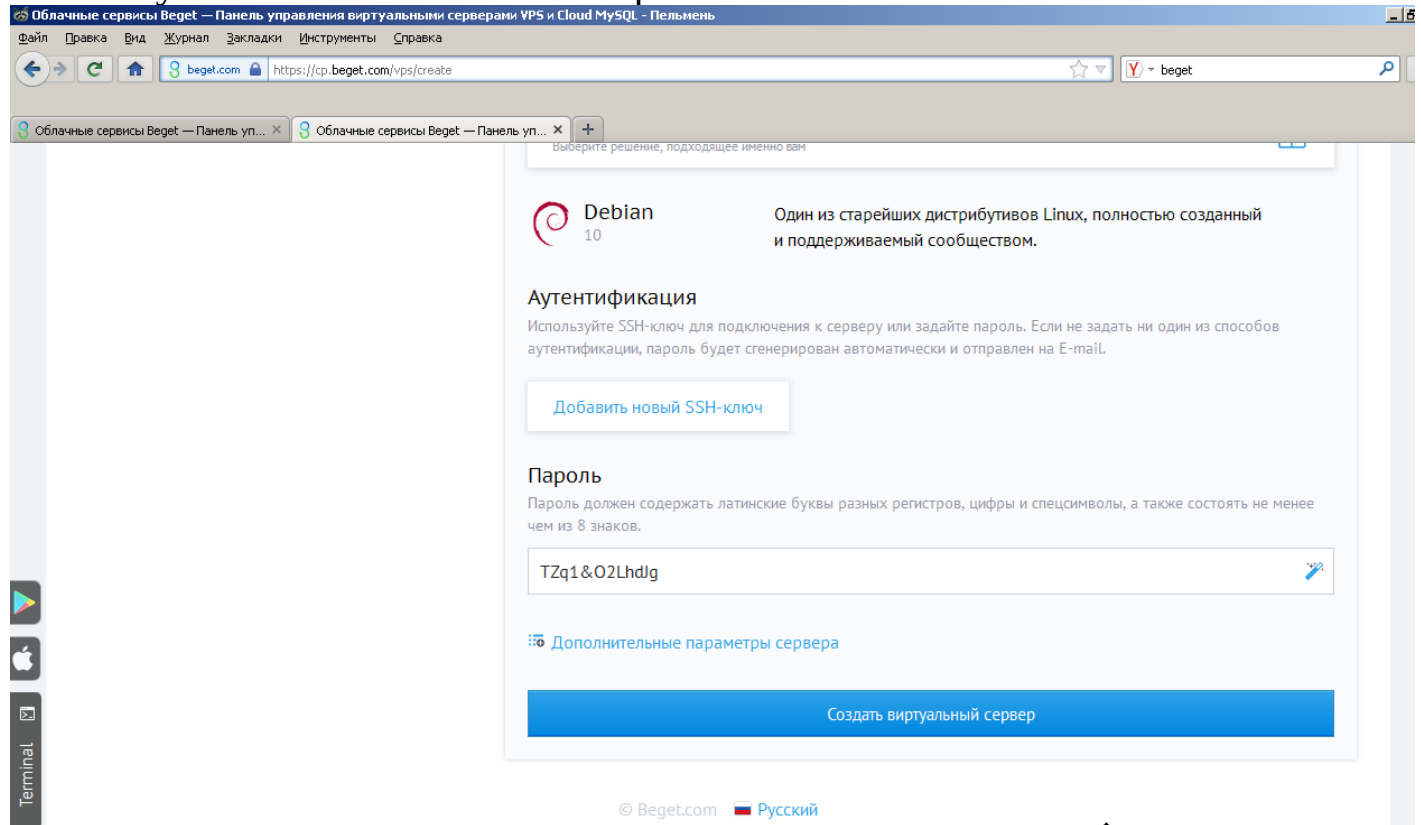 Облачные сервисы Beget — Панель управления виртуальными серверами VPS и Cloud MySQL - Пельмень
Файл Правка Вид Журнал Закладки Инструменты Справка
beget.com https://cp.beget.com/vps/create beget
Облачные сервисы Beget — Панель уп... Облачные сервисы Beget — Панель уп...
Выберите решение, подходящее именно вам
Debian
10
Один из старейших дистрибутивов Linux, полностью созданный
и поддерживаемый сообществом.
Аутентификация
Используйте SSH-ключ для подключения к серверу или задайте пароль. Если не задать ни один из способов
аутентификации, пароль будет сгенерирован автоматически и отправлен на E-mail.
Добавить новый SSH-ключ
Пароль
Пароль должен содержать латинские буквы разных регистров, цифры и спецсимволы, а также состоять не менее
чем из 8 знаков.
TZq1&O2LhdJg
Дополнительные параметры сервера
Создать виртуальный сервер
Terminal
© Beget.com Русский